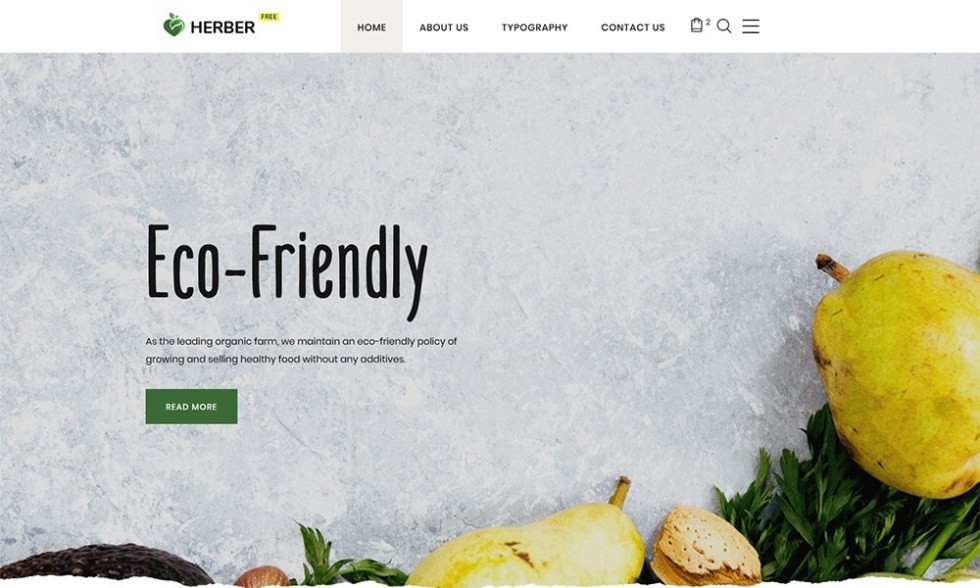 HERBER FREE
HOME ABOUT US TYPOGRAPHY CONTACT US 2
Eco-Friendly
As the leading organic farm, we maintain an eco-friendly policy of
growing and selling healthy food without any additives.
READ MORE